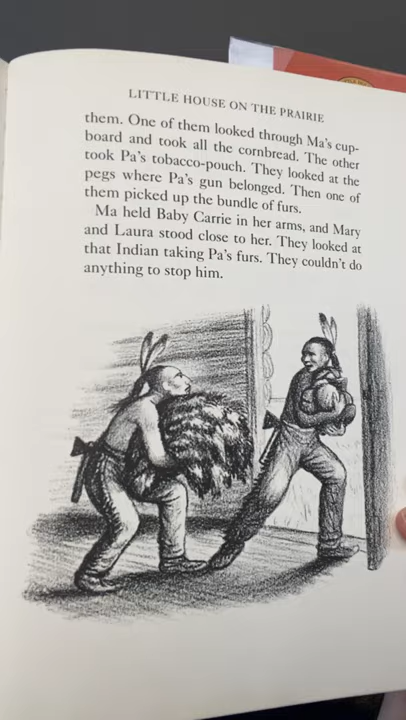 LITTLE HOUSE ON THE PRAIRIE
them. One of them looked through Ma's cup-
board and took all the cornbread. The other
took Pa's tobacco-pouch. They looked at the
pegs where Pa's gun belonged. Then one of
them picked up the bundle of furs.
Ma held Baby Carrie in her arms, and Mary
and Laura stood close to her. They looked at
that Indian taking Pa's furs. They couldn't do
anything to stop him.